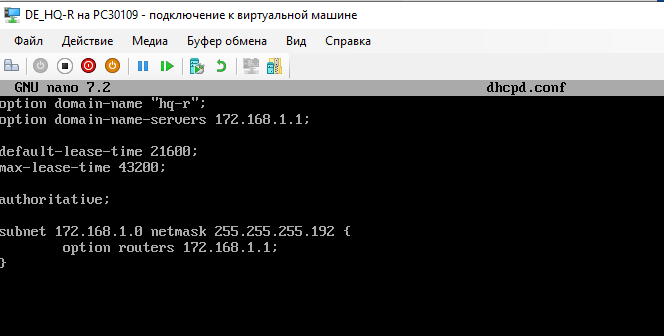 DE_HQ-R на PC30109 - подключение к виртуальной машине
Файл Действие Медиа Буфер обмена Вид Справка
GNU nano 7.2 dhcpd.conf
option domain-name "hq-r";
option domain-name-servers 172.168.1.1;
default-lease-time 21600;
max-lease-time 43200;
authoritative;
subnet 172.168.1.0 netmask 255.255.255.192 {
option routers 172.168.1.1;
}